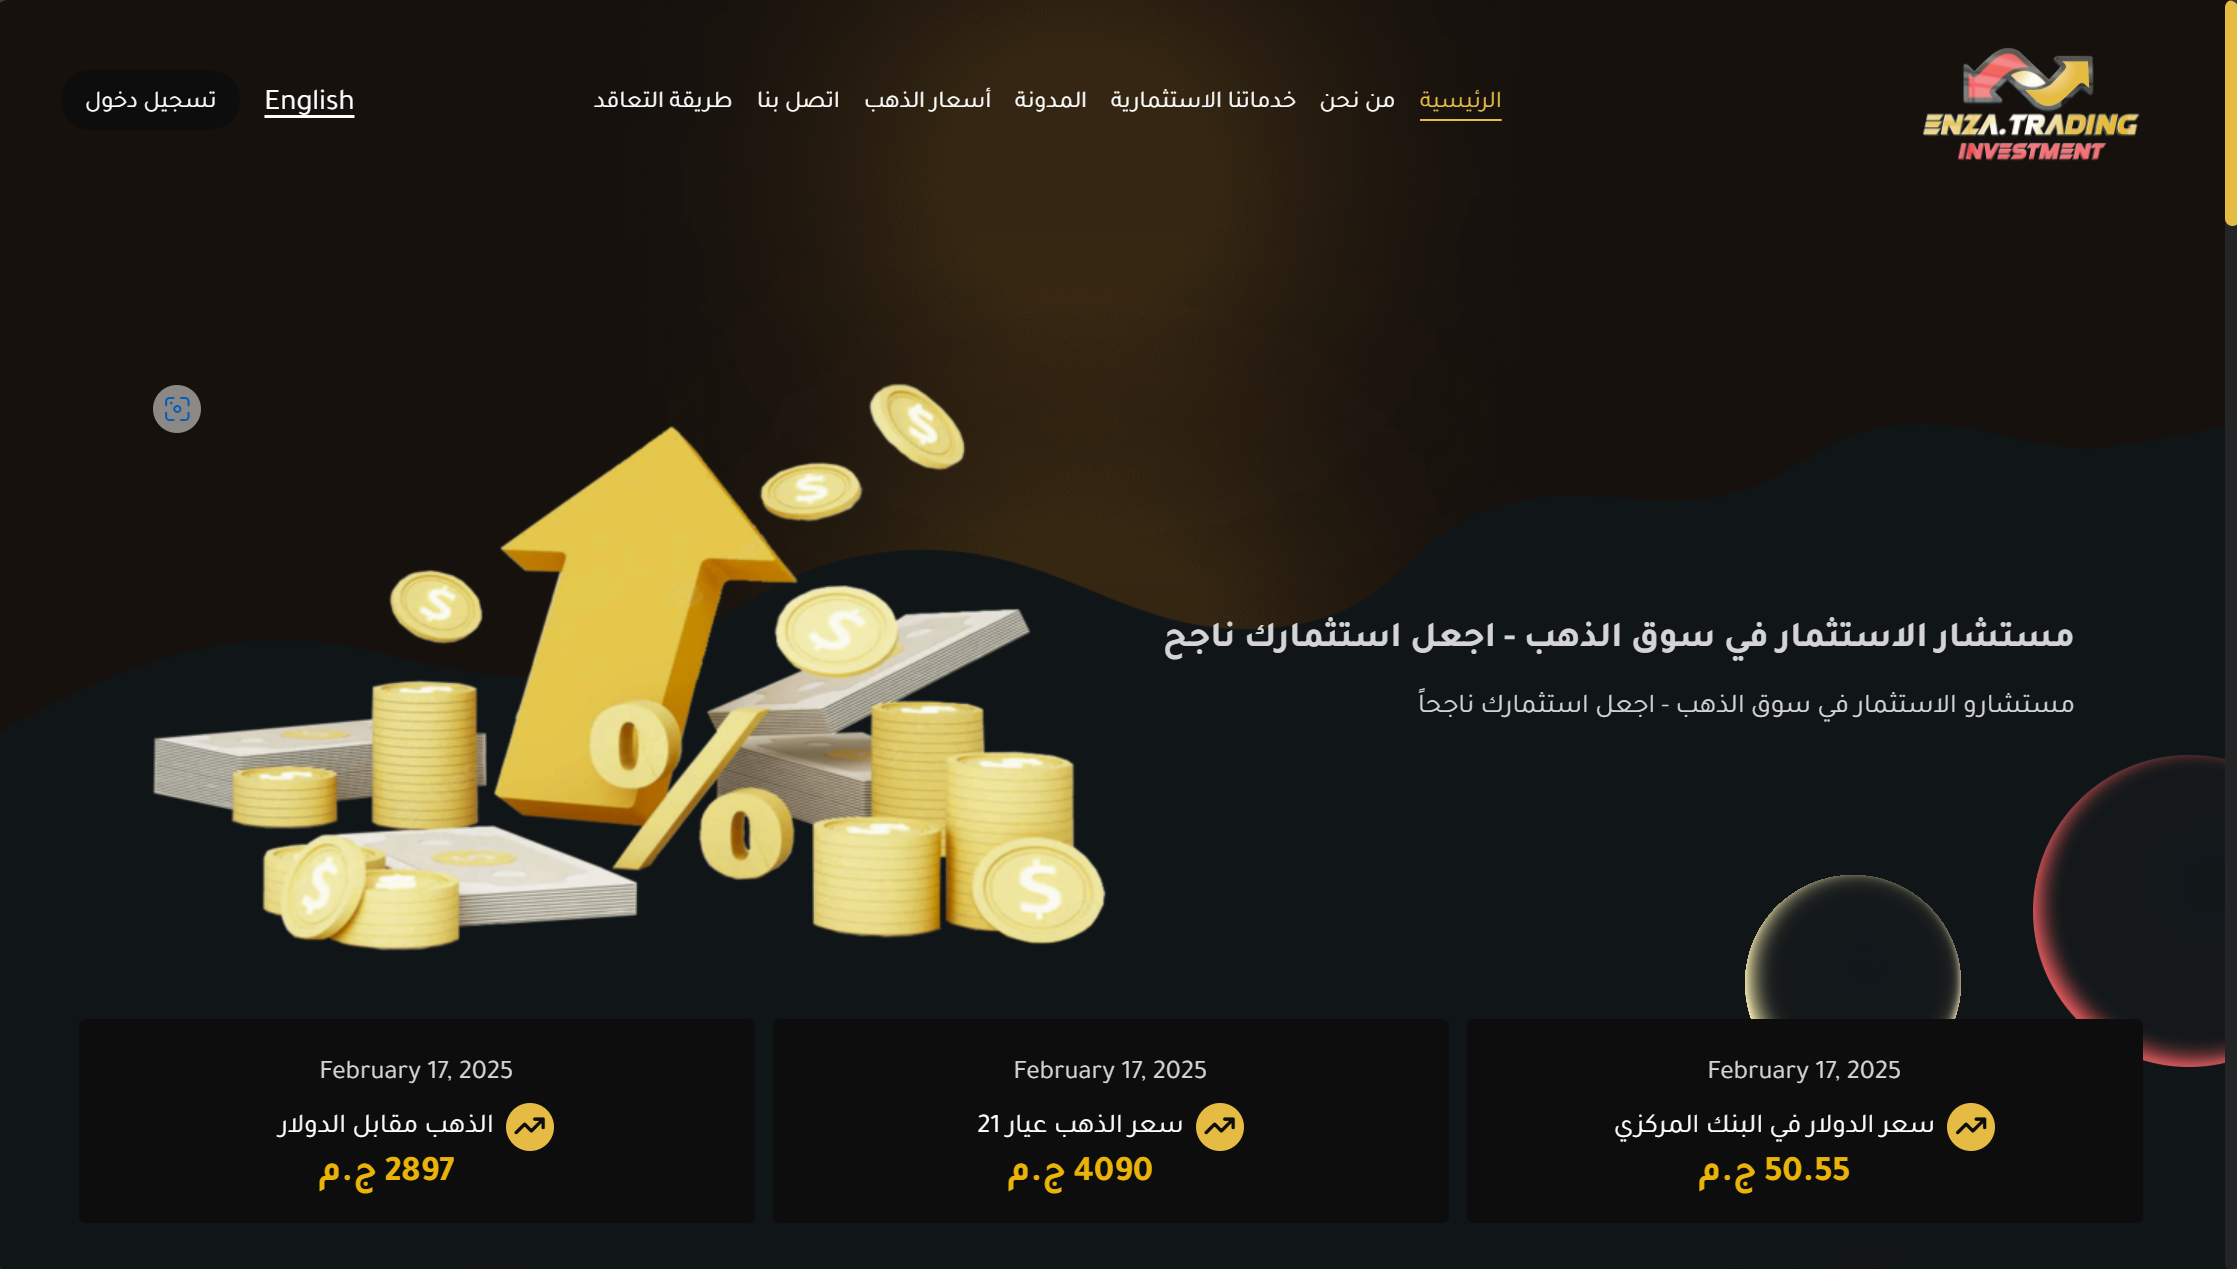 ENZA.TRADING
INVESTMENT
الرئيسية
من نحن
خدماتنا الاستثمارية
المدونة
أسعار الذهب
اتصل بنا
طريقة التعاقد
English
تسجيل دخول
مستشار الاستثمار في سوق الذهب - اجعل استثمارك ناجح
مستشارو الاستثمار في سوق الذهب - اجعل استثمارك ناجحاً
February 17, 2025
سعر الدولار في البنك المركزي
50.55 ج.م
February 17, 2025
سعر الذهب عيار 21
4090 ج.م
February 17, 2025
الذهب مقابل الدولار
2897 ج.م